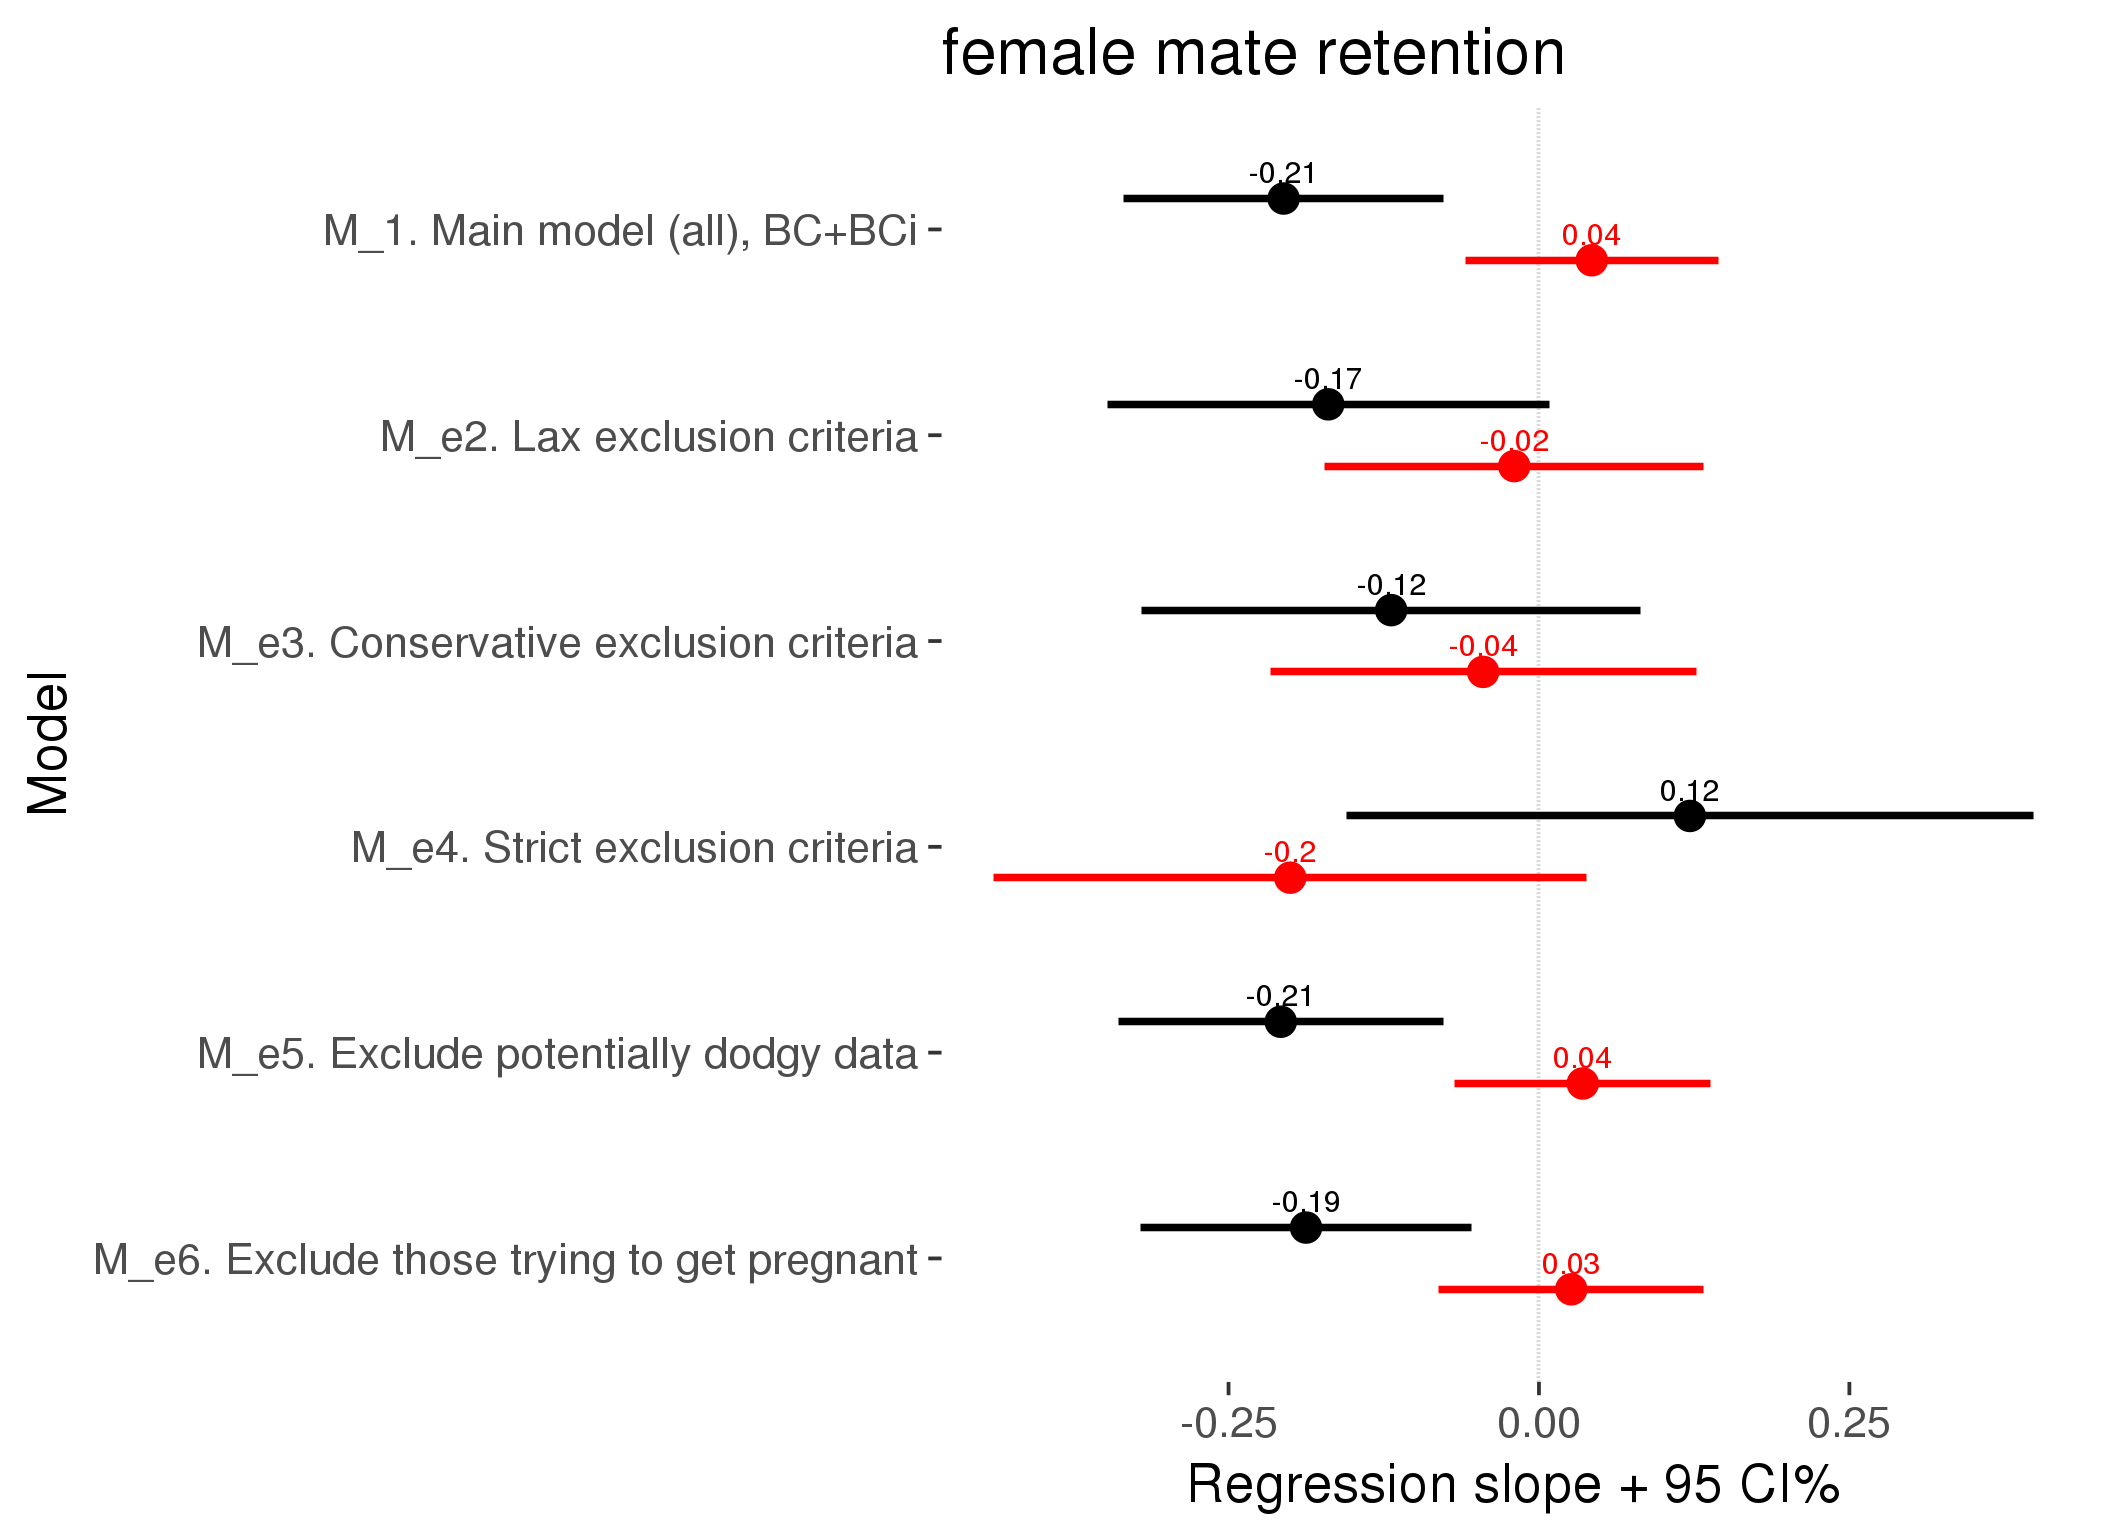 female mate retention
-0.21
M_1. Main model (all), BC+BCi
0.04
-0.17
M_e2. Lax exclusion criteria
-0.02
-0.12
M_e3. Conservative exclusion criteria
-0.04
Model
0.12
M_e4. Strict exclusion criteria
-0.2
-0.21
M_e5. Exclude potentially dodgy data
0.04
-0.19
M_e6. Exclude those trying to get pregnant
0.03
-0.25 0.00 0.25
Regression slope + 95 CI%